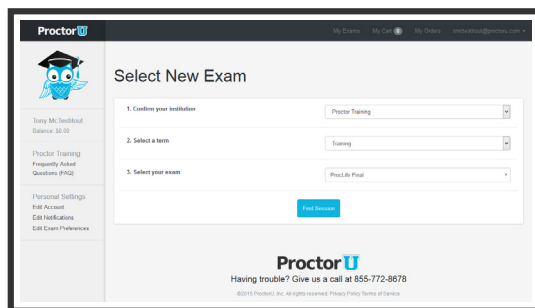 ProctorU
My Exams My Cart 0 My Orders
Select New Exam
Tony McTestitout
Balance: $0.00
Proctor Training
Frequently Asked
Questions (FAQ)
Personal Settings
Edit Account
Edit Notifications
Edit Exam Preferences
1. Confirm your institution
Proctor Training
2. Select a term
Training
3. Select your exam
ProcLife Final
Find Session
ProctorU
Having trouble? Give us a call at 855-772-8678
©2015 ProctorU, Inc. All rights reserved. Privacy Policy Terms of Service